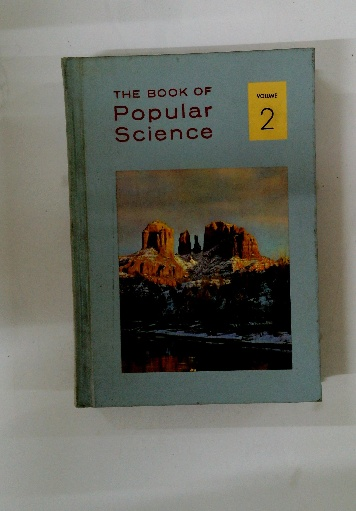 THE BOOK OF
Popular
Science
VOLUME
2